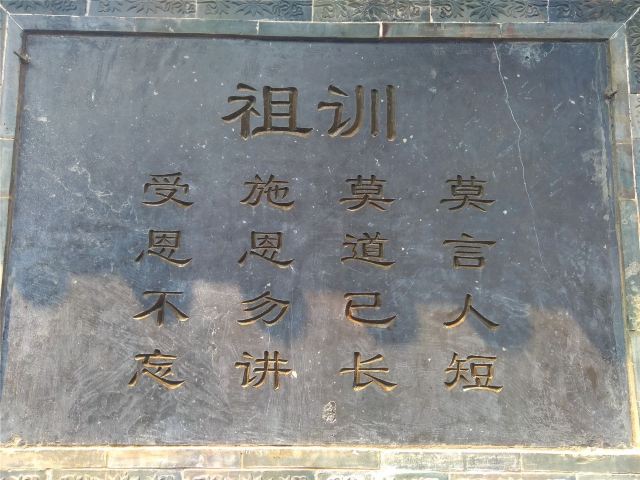 祖训
莫言人短
莫道己长
施恩勿讲
受恩不忘